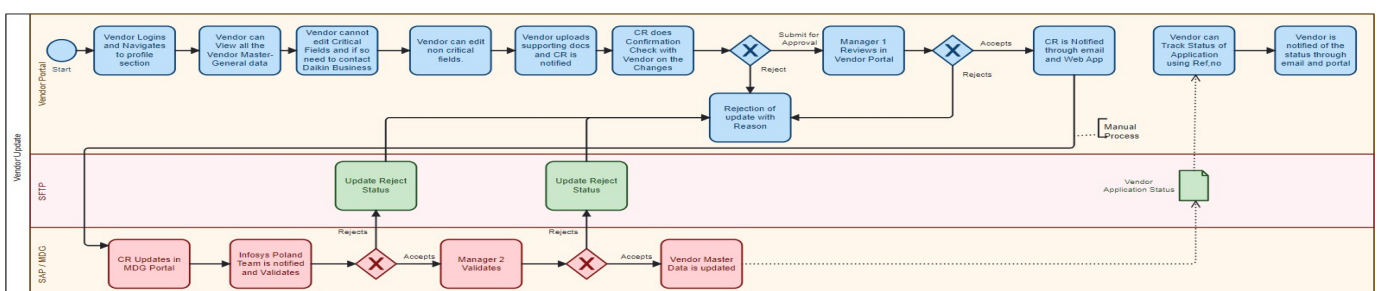 Vendor Update
Vendor Portal
Start
Vendor Logins
and Navigates
to profile
section
Vendor can
View all the
Vendor Master-
General data
Vendor cannot
edit Critical
Fields and if so
need to contact
Daikin Business
Vendor can edit
non critical
fields.
Vendor uploads
supporting docs
and CR is
notified
CR does
Confirmation
Check with
Vendor on the
Changes
Submit for
Approval
Reject
Manager 1
Reviews in
Vendor Portal
Accepts
Rejects
CR is Notified
through email
and Web App
Vendor can
Track Status of
Application
using Ref,no
Vendor is
notified of the
status through
email and portal
Rejection of
update with
Reason
Manual
Process
SFTP
Update Reject
Status
Update Reject
Status
Vendor
Application Status
SAP / MDG
CR Updates in
MDG Portal
Infosys Poland
Team is notified
and Validates
Rejects
Accepts
Manager 2
Validates
Rejects
Accepts
Vendor Master
Data is updated